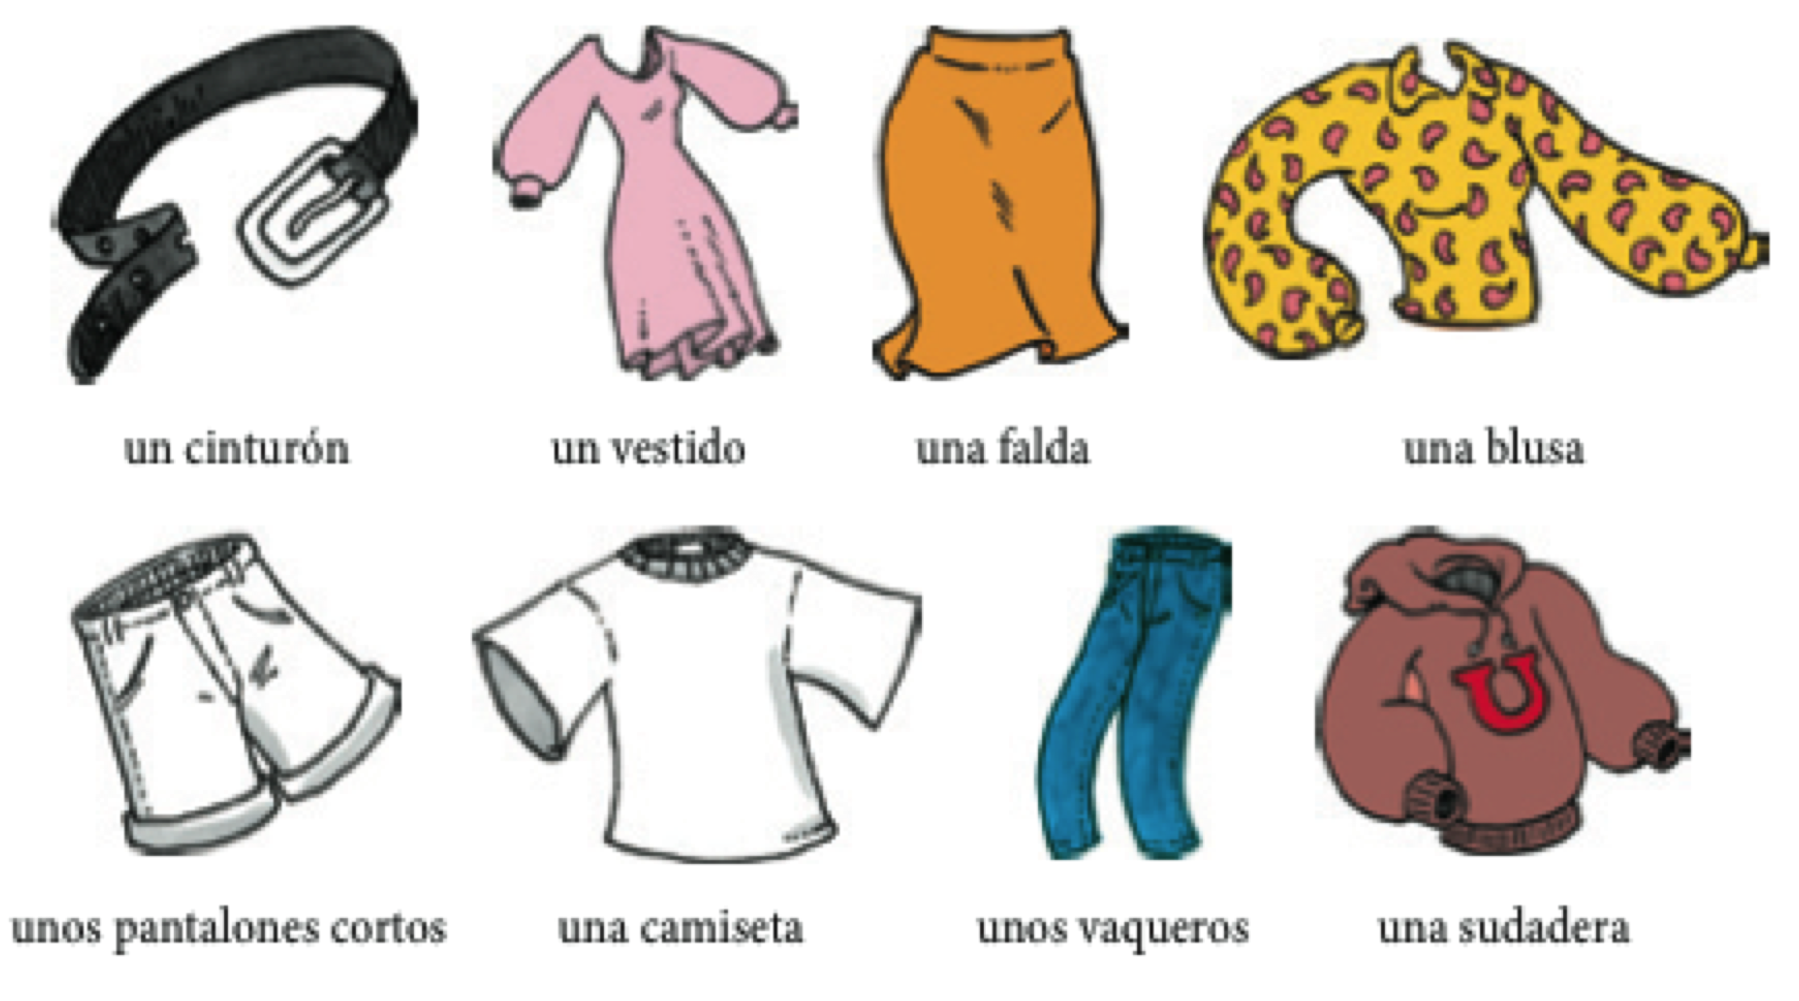 un cinturón
un vestido
una falda
una blusa
U
unos pantalones cortos
una camiseta
unos vaqueros
una sudadera